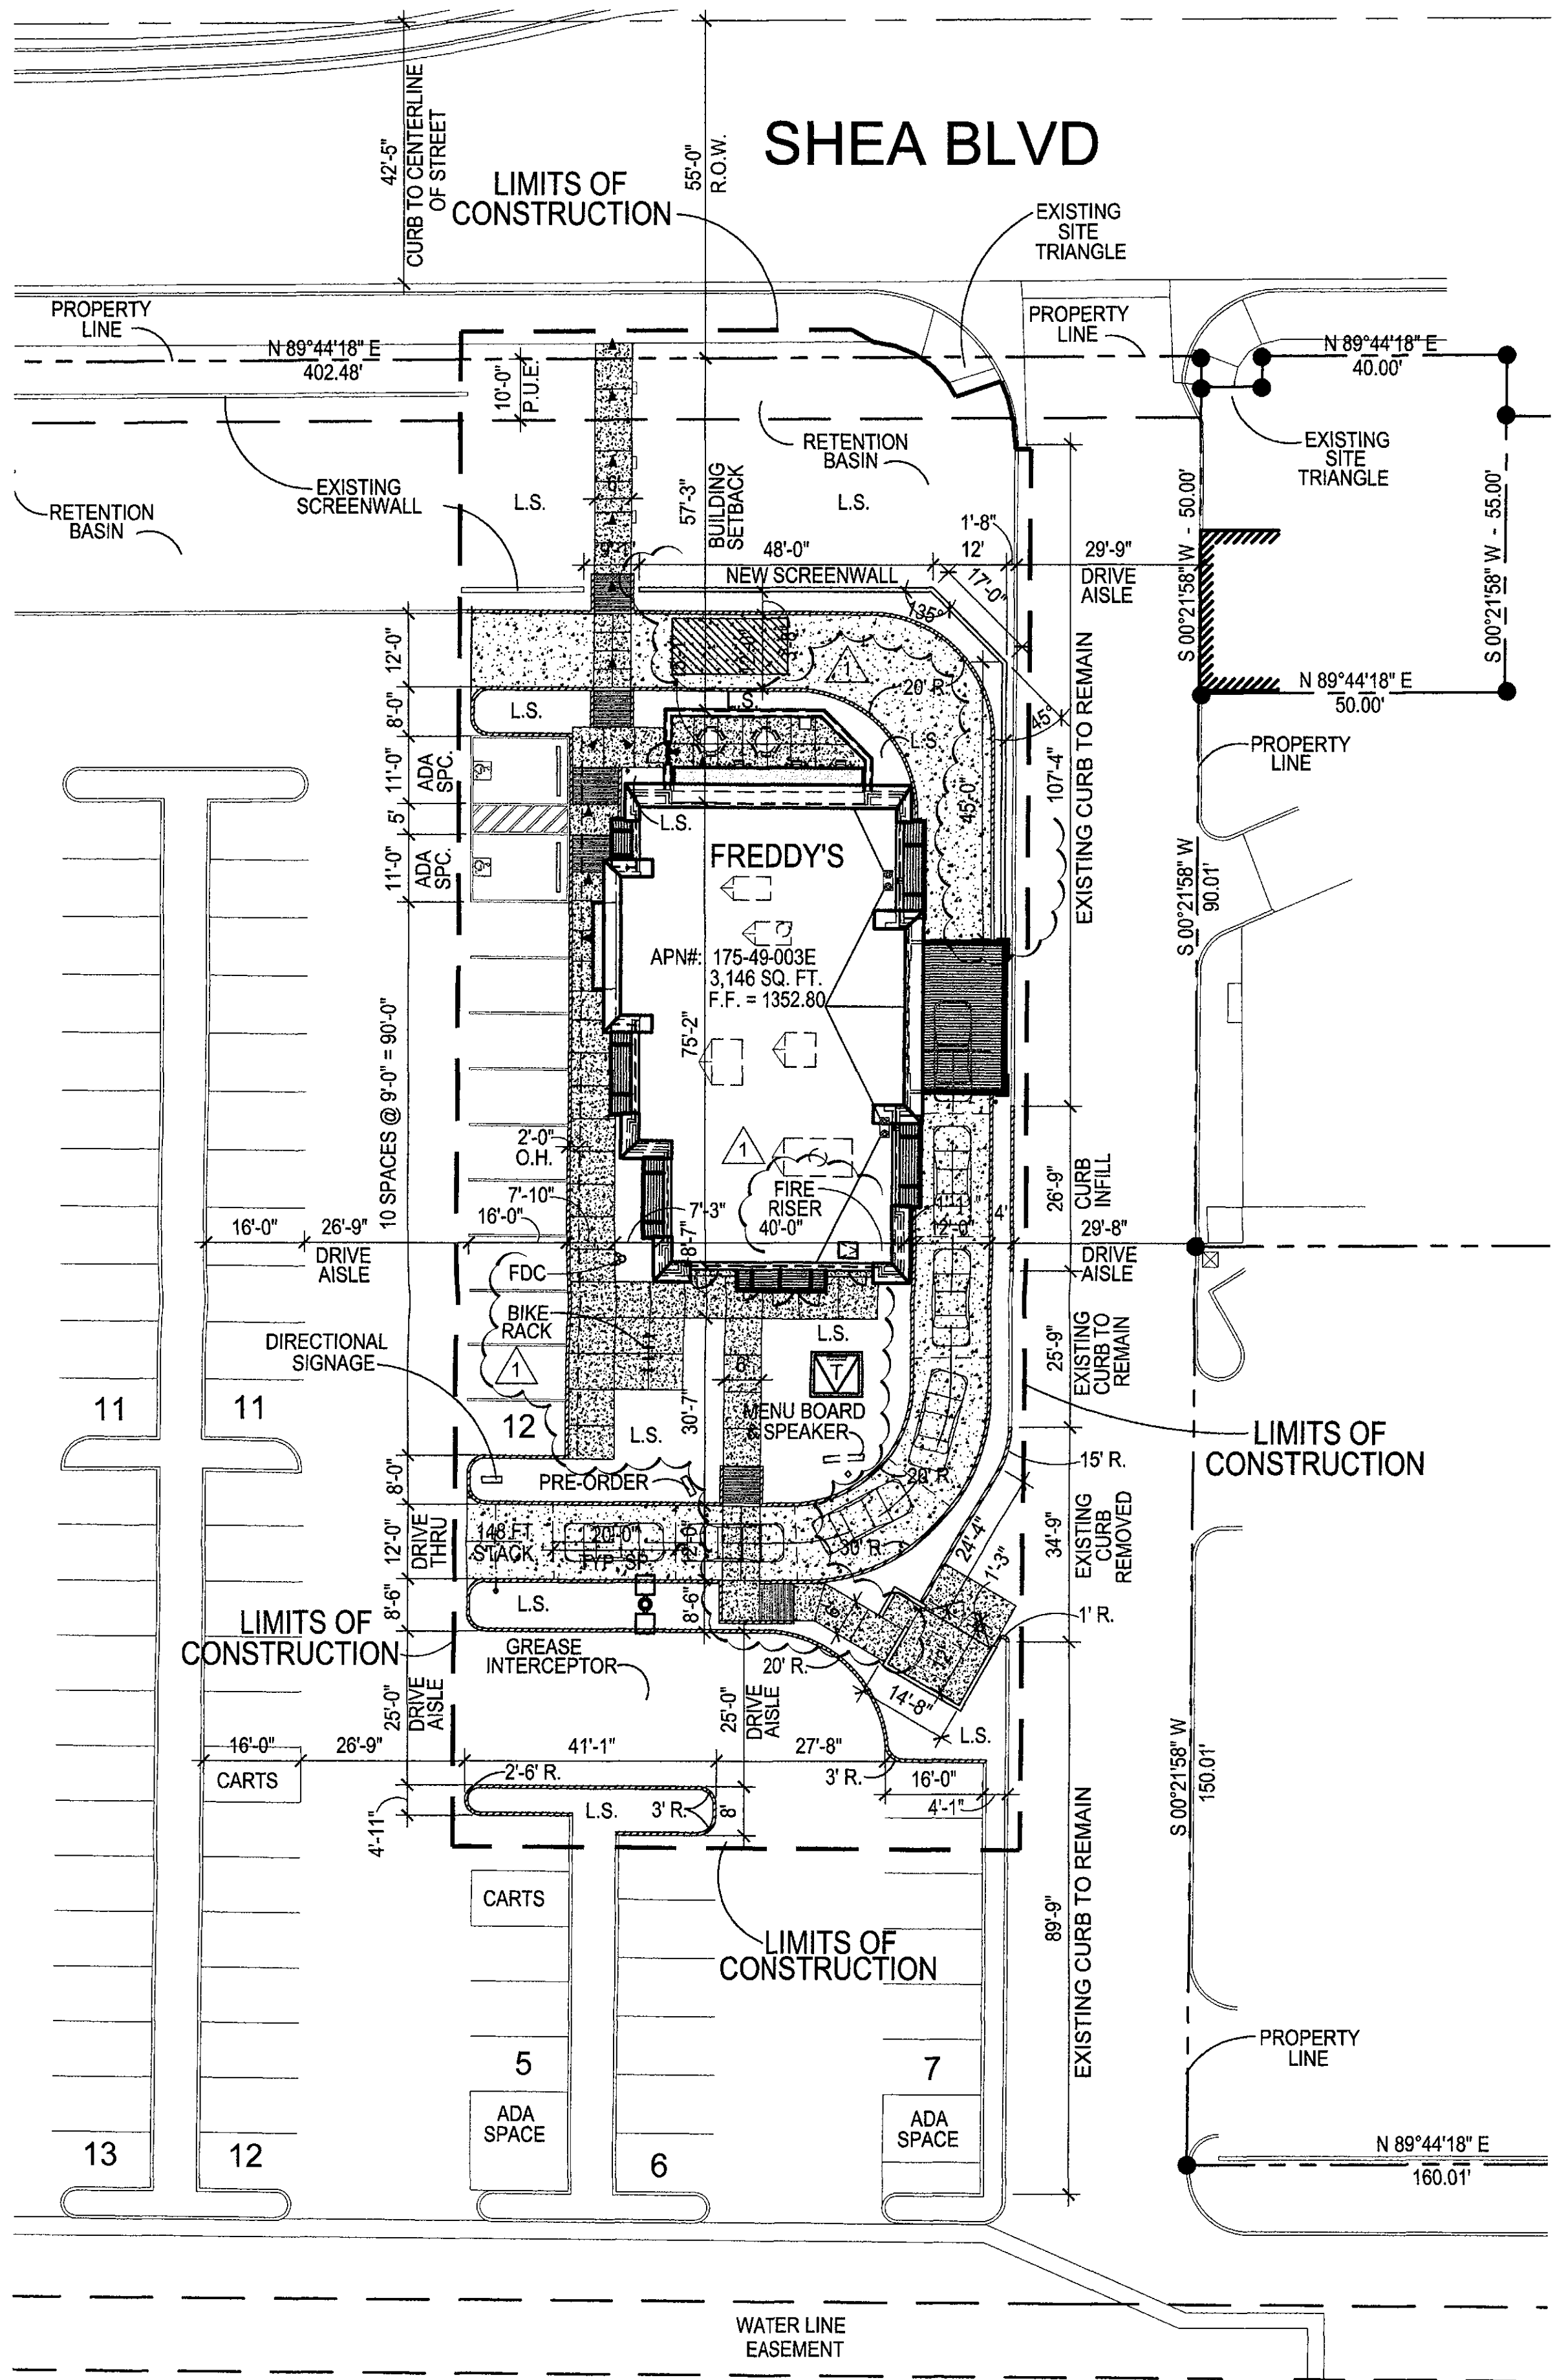 42'-5"
CURB TO CENTERLINE
OF STREET
55'-0"
R.O.W.
SHEA BLVD
LIMITS OF
CONSTRUCTION
EXISTING
SITE
TRIANGLE
PROPERTY
LINE
N 89°44'18" E
402.48'
10'-0"
P.U.E.
PROPERTY
LINE
N 89°44'18" E
40.00'
RETENTION
BASIN
EXISTING
SITE
TRIANGLE
EXISTING
SCREENWALL
RETENTION
BASIN
L.S.
6'
57'-3"
BUILDING
SETBACK
L.S.
S 00°21'58" W - 50.00'
S 00°21'58" W - 55.00'
1'-8"
48'-0"
12'
29'-9"
DRIVE
AISLE
NEW SCREENWALL
17'-0"
135°
12'-0"
12'-0"
1
20' R.
N 89°44'18" E
50.00'
8'-0"
L.S.
L.S.
L.S.
45°
PROPERTY
LINE
11'-0"
ADA
SPC.
5'
11'-0"
ADA
SPC.
L.S.
45'-0"
107'-4"
EXISTING CURB TO REMAIN
FREDDY'S
S 00°21'58" W
90.01'
APN#: 175-49-003E
3,146 SQ. FT.
F.F. = 1352.80
75'-2"
10 SPACES @ 9'-0" = 90'-0"
2'-0"
O.H.
1
26'-9"
CURB
INFILL
7'-10"
FIRE
RISER
16'-0"
26'-9"
DRIVE
AISLE
16'-0"
7'-3"
8'-7"
40'-0"
4'
29'-8"
DRIVE
AISLE
FDC
BIKE
RACK
DIRECTIONAL
SIGNAGE
1
L.S.
T
6'
25'-9"
EXISTING
CURB TO
REMAIN
11
11
12
L.S.
30'-7"
MENU BOARD
& SPEAKER
LIMITS OF
CONSTRUCTION
15' R.
8'-0"
PRE-ORDER
20' R.
12'-0"
DRIVE
THRU
148 FT.
STACK
20'-0"
TYP. SP.
12'-0"
30' R.
24'-4"
1'-3"
34'-9"
EXISTING
CURB
REMOVED
8'-6"
L.S.
8'-6"
6'
1' R.
LIMITS OF
CONSTRUCTION
GREASE
INTERCEPTOR
20' R.
12'
14'-8"
L.S.
25'-0"
DRIVE
AISLE
25'-0"
DRIVE
AISLE
16'-0"
26'-9"
41'-1"
27'-8"
CARTS
2'-6' R.
3' R.
16'-0"
4'-11"
L.S.
3' R.
8'
4'-1"
S 00°21'58" W
150.01'
CARTS
LIMITS OF
CONSTRUCTION
89'-9"
EXISTING CURB TO REMAIN
5
7
PROPERTY
LINE
ADA
SPACE
ADA
SPACE
13
12
6
N 89°44'18" E
160.01'
WATER LINE
EASEMENT